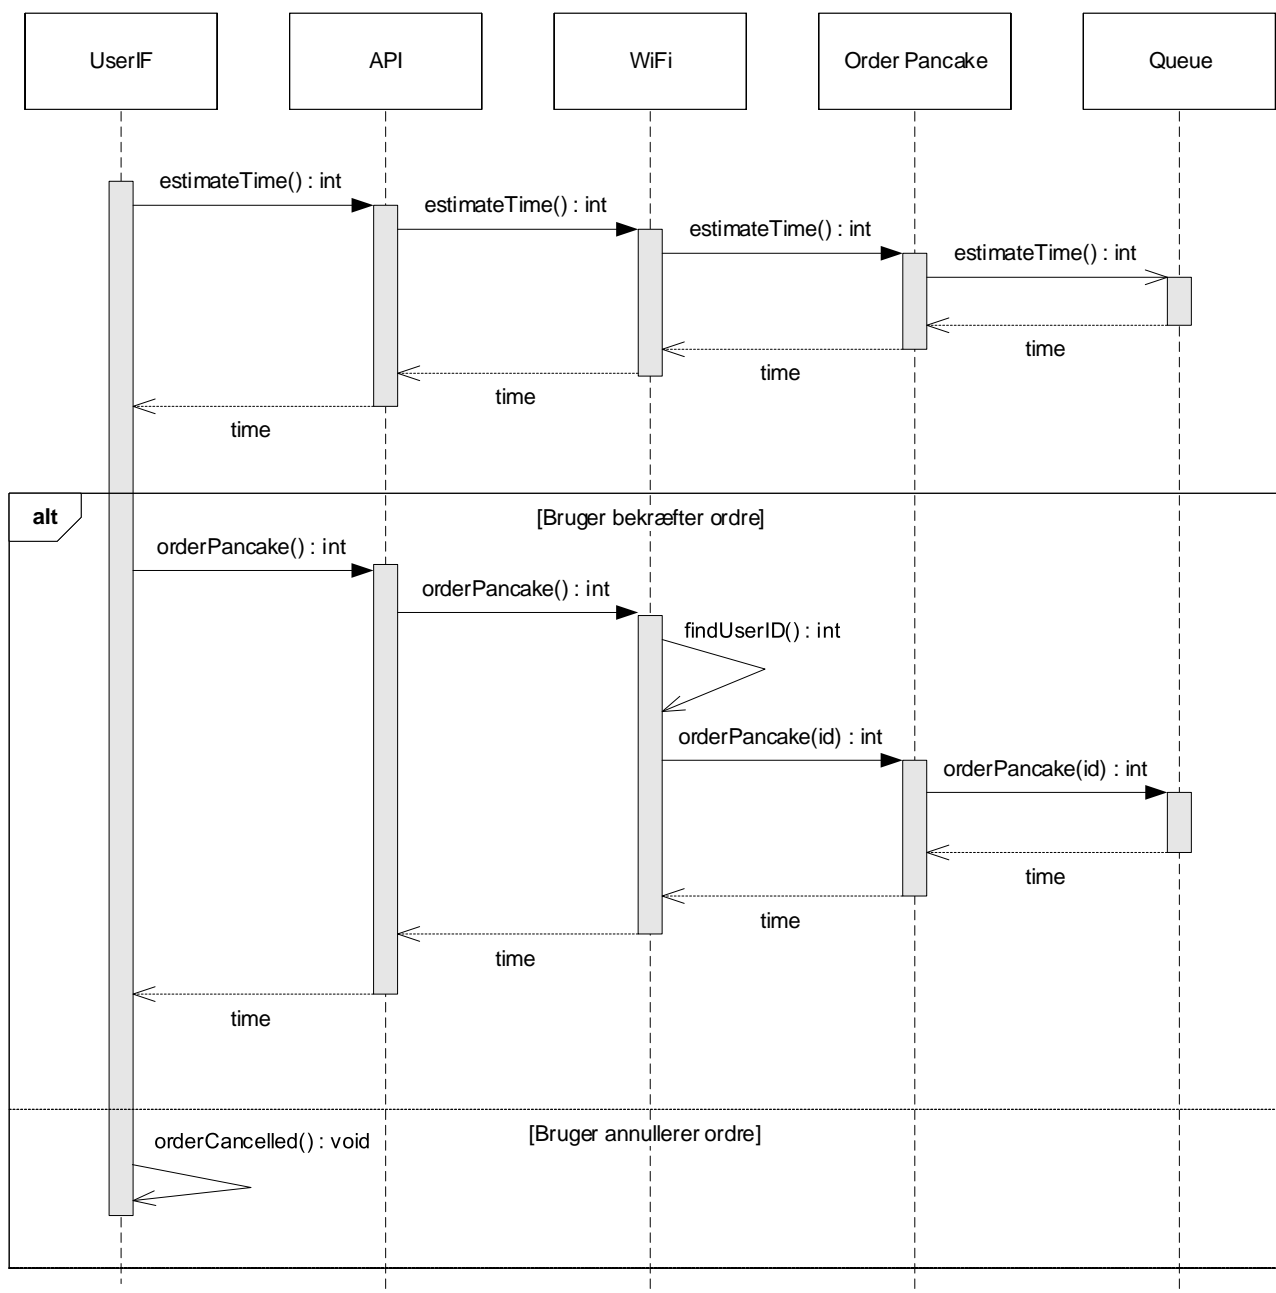 UserIF
API
WiFi
Order Pancake
Queue
estimateTime() : int
estimateTime() : int
estimateTime() : int
estimateTime() : int
time
time
time
time
alt
[Bruger bekræfter ordre]
orderPancake() : int
orderPancake() : int
findUserID() : int
orderPancake(id) : int
orderPancake(id) : int
time
time
time
time
[Bruger annullerer ordre]
orderCancelled() : void